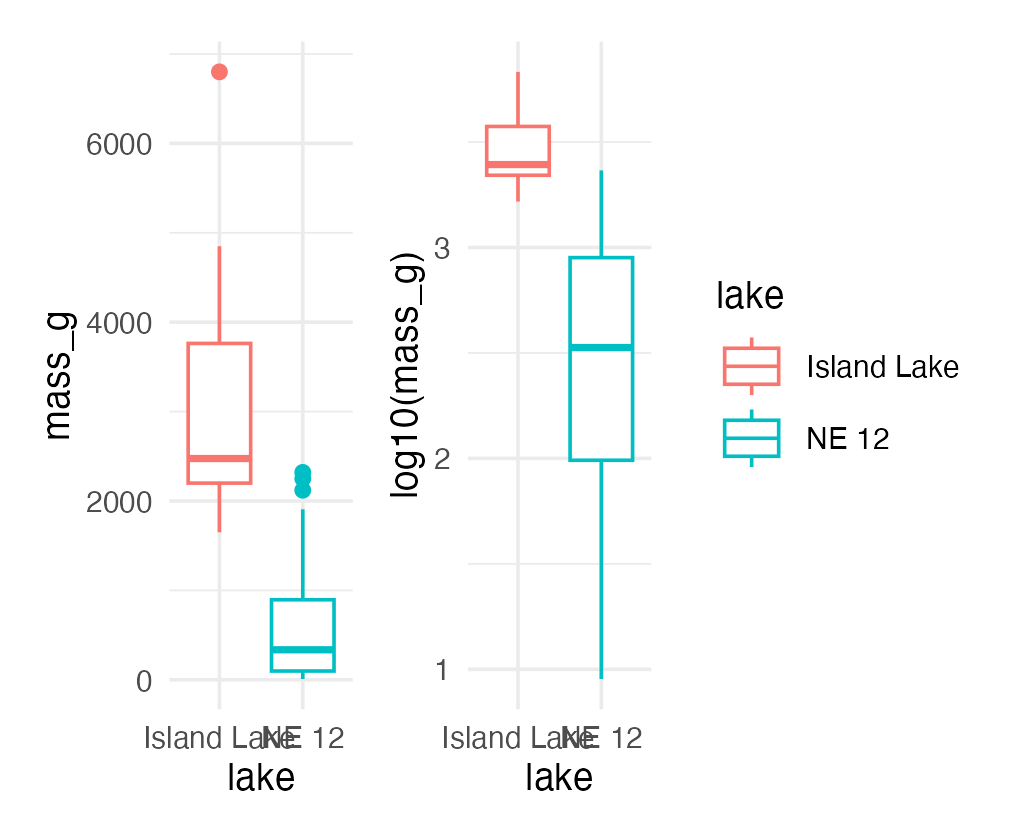 mass_g
6000
4000
2000
0
Island Lake
NE 12
lake
log10(mass_g)
3
2
1
Island Lake
NE 12
lake
lake
Island Lake
NE 12